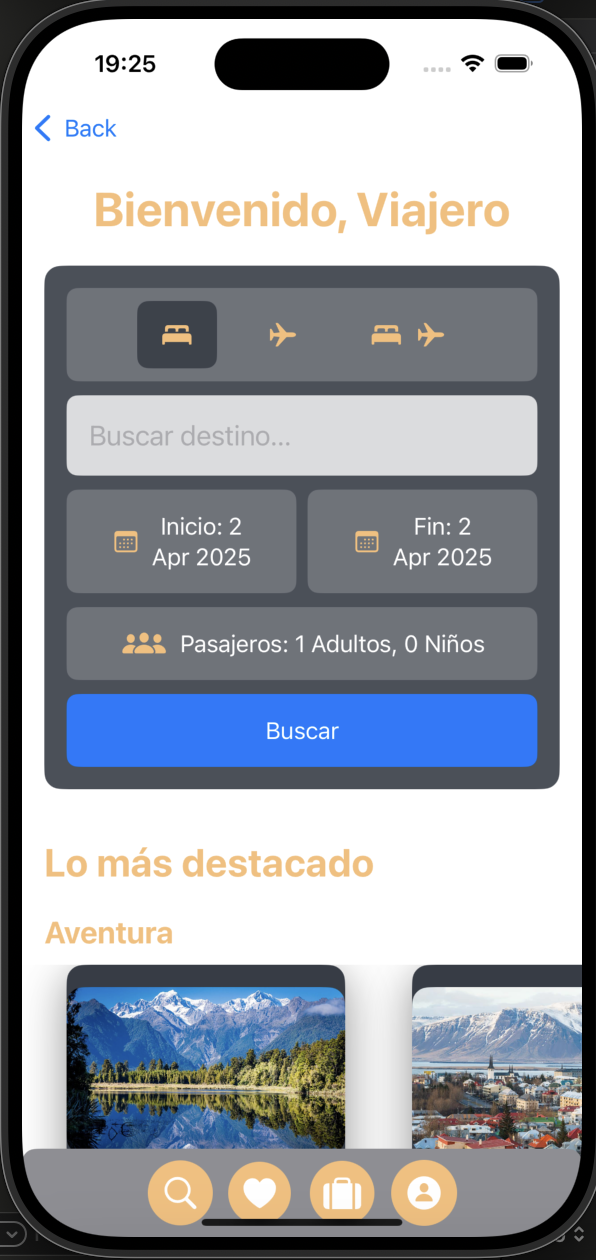 19:25
Back
Bienvenido, Viajero
Buscar destino...
Inicio: 2
Apr 2025
Fin: 2
Apr 2025
Pasajeros: 1 Adultos, 0 Niños
Buscar
Lo más destacado
Aventura